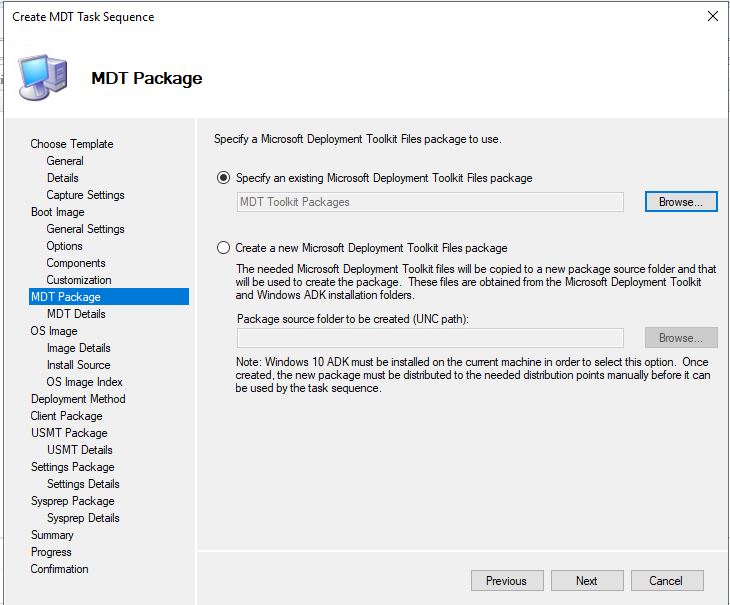 Create MDT Task Sequence
MDT Package
Choose Template
General
Details
Capture Settings
Boot Image
General Settings
Options
Components
Customization
MDT Package
MDT Details
OS Image
Image Details
Install Source
OS Image Index
Deployment Method
Client Package
USMT Package
USMT Details
Settings Package
Settings Details
Sysprep Package
Sysprep Details
Summary
Progress
Confirmation
Specify a Microsoft Deployment Toolkit Files package to use.
Specify an existing Microsoft Deployment Toolkit Files package
MDT Toolkit Packages
Browse...
Create a new Microsoft Deployment Toolkit Files package
The needed Microsoft Deployment Toolkit files will be copied to a new package source folder and that
will be used to create the package. These files are obtained from the Microsoft Deployment Toolkit
and Windows ADK installation folders.
Package source folder to be created (UNC path):
Browse...
Note: Windows 10 ADK must be installed on the current machine in order to select this option. Once
created, the new package must be distributed to the needed distribution points manually before it can
be used by the task sequence.
Previous
Next
Cancel